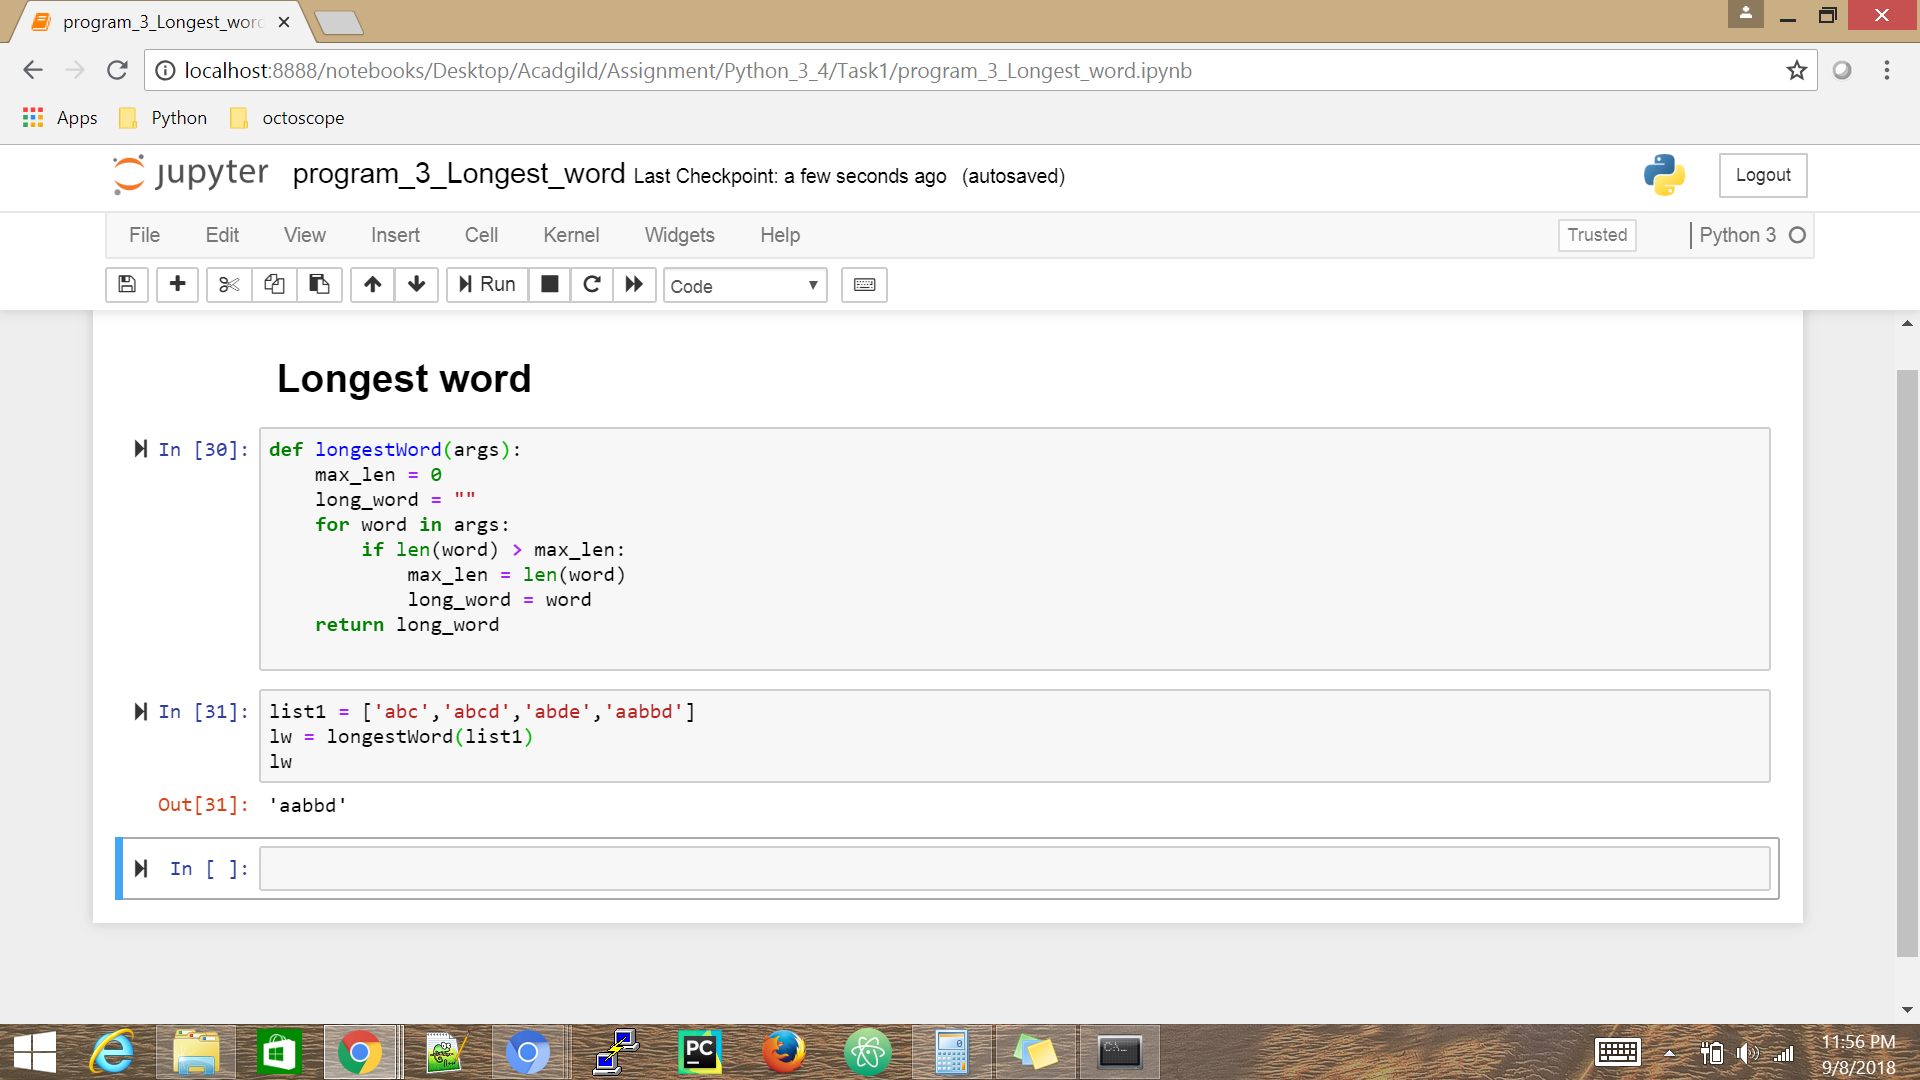 program_3_Longest_word
localhost:8888/notebooks/Desktop/Acadgild/Assignment/Python_3_4/Task1/program_3_Longest_word.ipynb
Apps Python octoscope
jupyter program_3_Longest_word Last Checkpoint: a few seconds ago (autosaved)
Logout
File Edit View Insert Cell Kernel Widgets Help
Trusted Python 3
Run Code
Longest word
In [30]: def longestWord(args):
    max_len = 0
    long_word = ""
    for word in args:
        if len(word) > max_len:
            max_len = len(word)
            long_word = word
    return long_word
In [31]: list1 = ['abc','abcd','abde','aabbd']
lw = longestWord(list1)
lw
Out[31]: 'aabbd'
In [ ]:
PC
C:\...
11:56 PM
9/8/2018